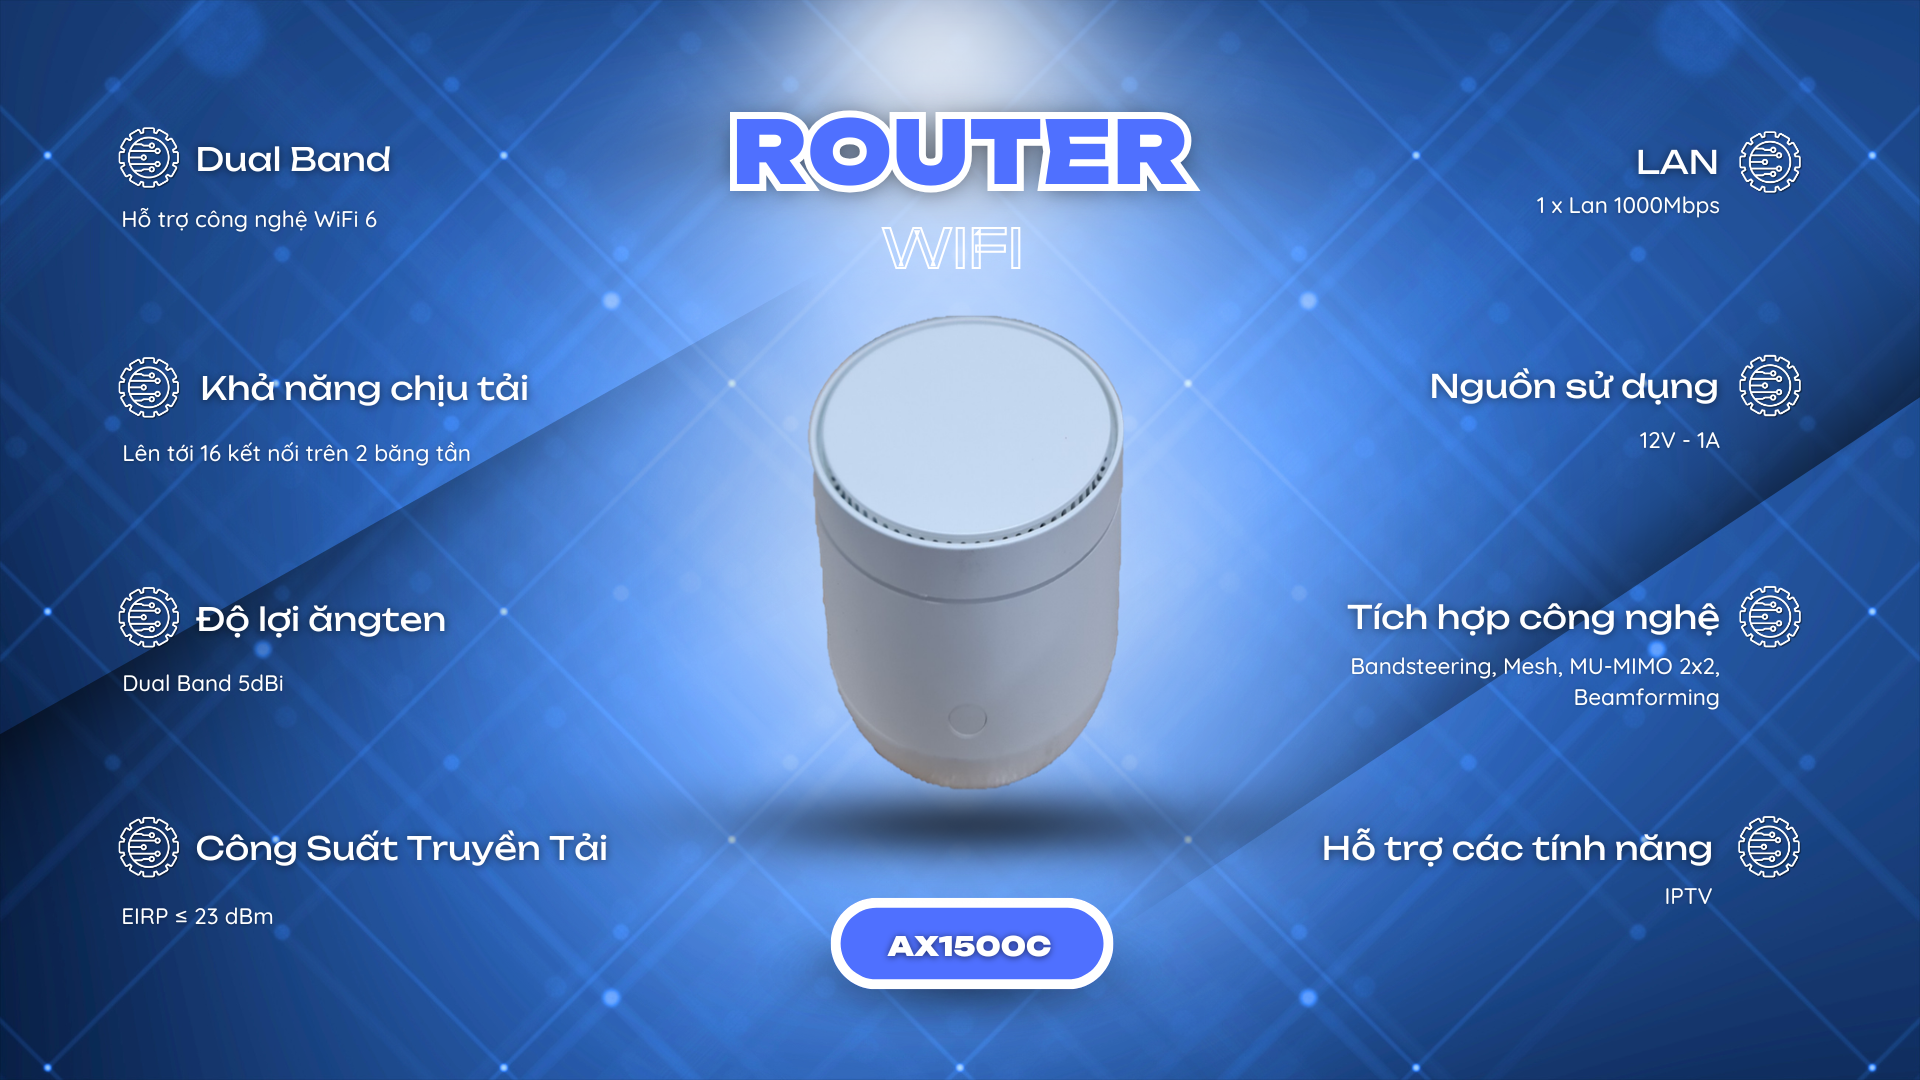 ROUTER
WIFI
Dual Band
Hỗ trợ công nghệ WiFi 6
Khả năng chịu tải
Lên tới 16 kết nối trên 2 băng tần
Độ lợi ăngten
Dual Band 5dBi
Công Suất Truyền Tải
EIRP ≤ 23 dBm
LAN
1 x Lan 1000Mbps
Nguồn sử dụng
12V - 1A
Tích hợp công nghệ
Bandsteering, Mesh, MU-MIMO 2x2,
Beamforming
Hỗ trợ các tính năng
IPTV
AX1500C